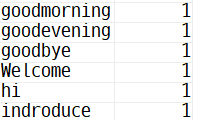 goodmorning 1
goodevening 1
goodbye 1
Welcome 1
hi 1
indroduce 1